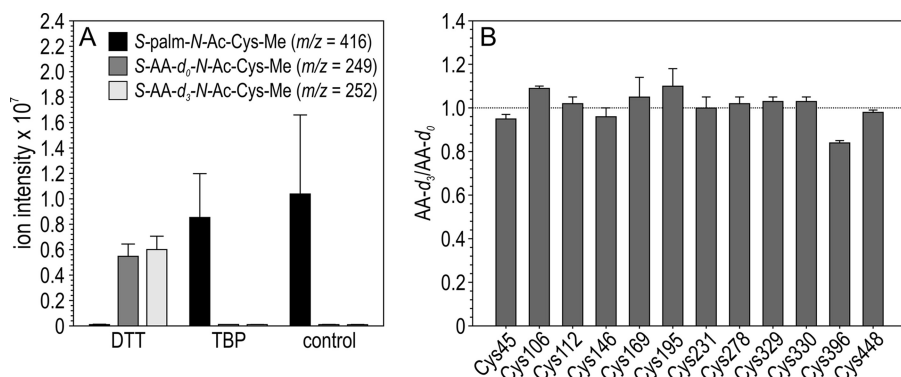 A
S-palm-N-Ac-Cys-Me (m/z = 416)
S-AA-d₀-N-Ac-Cys-Me (m/z = 249)
S-AA-d₃-N-Ac-Cys-Me (m/z = 252)
ion intensity x 10⁷
2.4
2.2
2.0
1.8
1.6
1.4
1.2
1.0
0.8
0.6
0.4
0.2
0
DTT TBP control
B
AA-d₃/AA-d₀
1.4
1.2
1.0
0.8
0.6
0.4
0.2
0
Cys45 Cys106 Cys112 Cys146 Cys169 Cys195 Cys231 Cys278 Cys329 Cys330 Cys396 Cys448